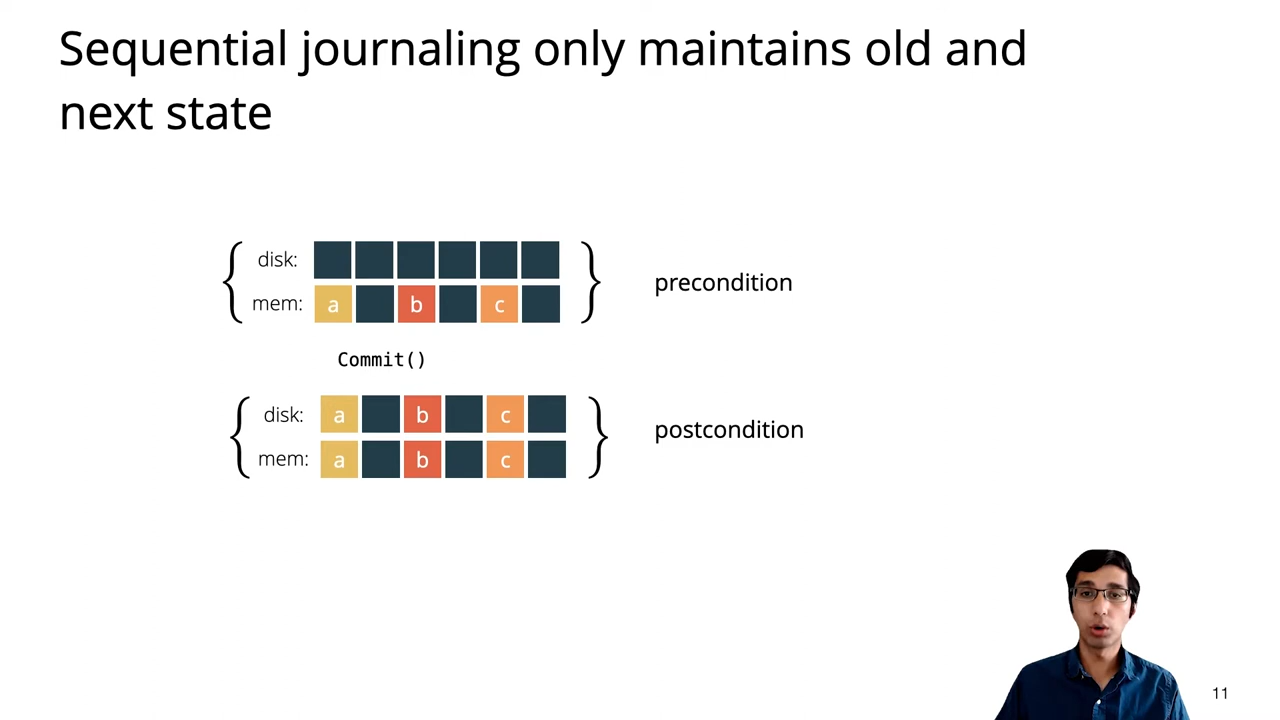 Sequential journaling only maintains old and
next state
disk:
mem: a b c
precondition
Commit()
disk: a b c
mem: a b c
postcondition
11